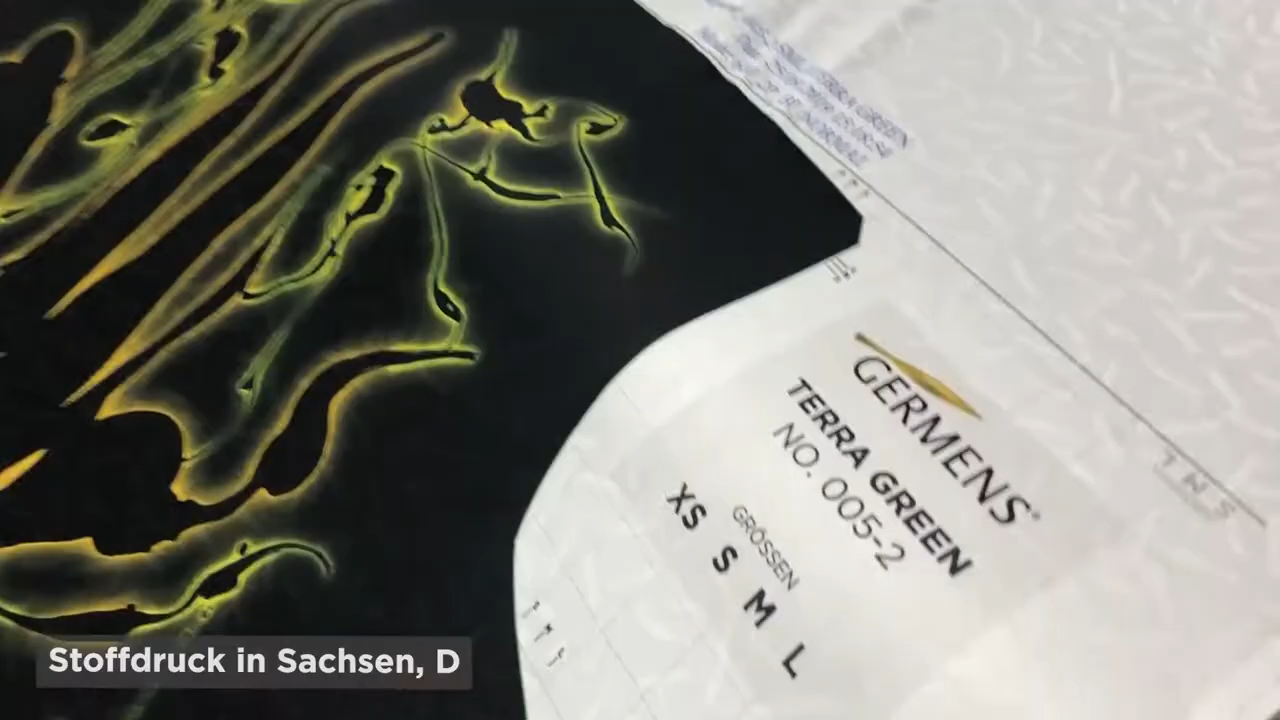 GERMENS®
TERRA GREEN
NO. 005-2
GRÖSSEN
XS S M L
Stoffdruck in Sachsen, D